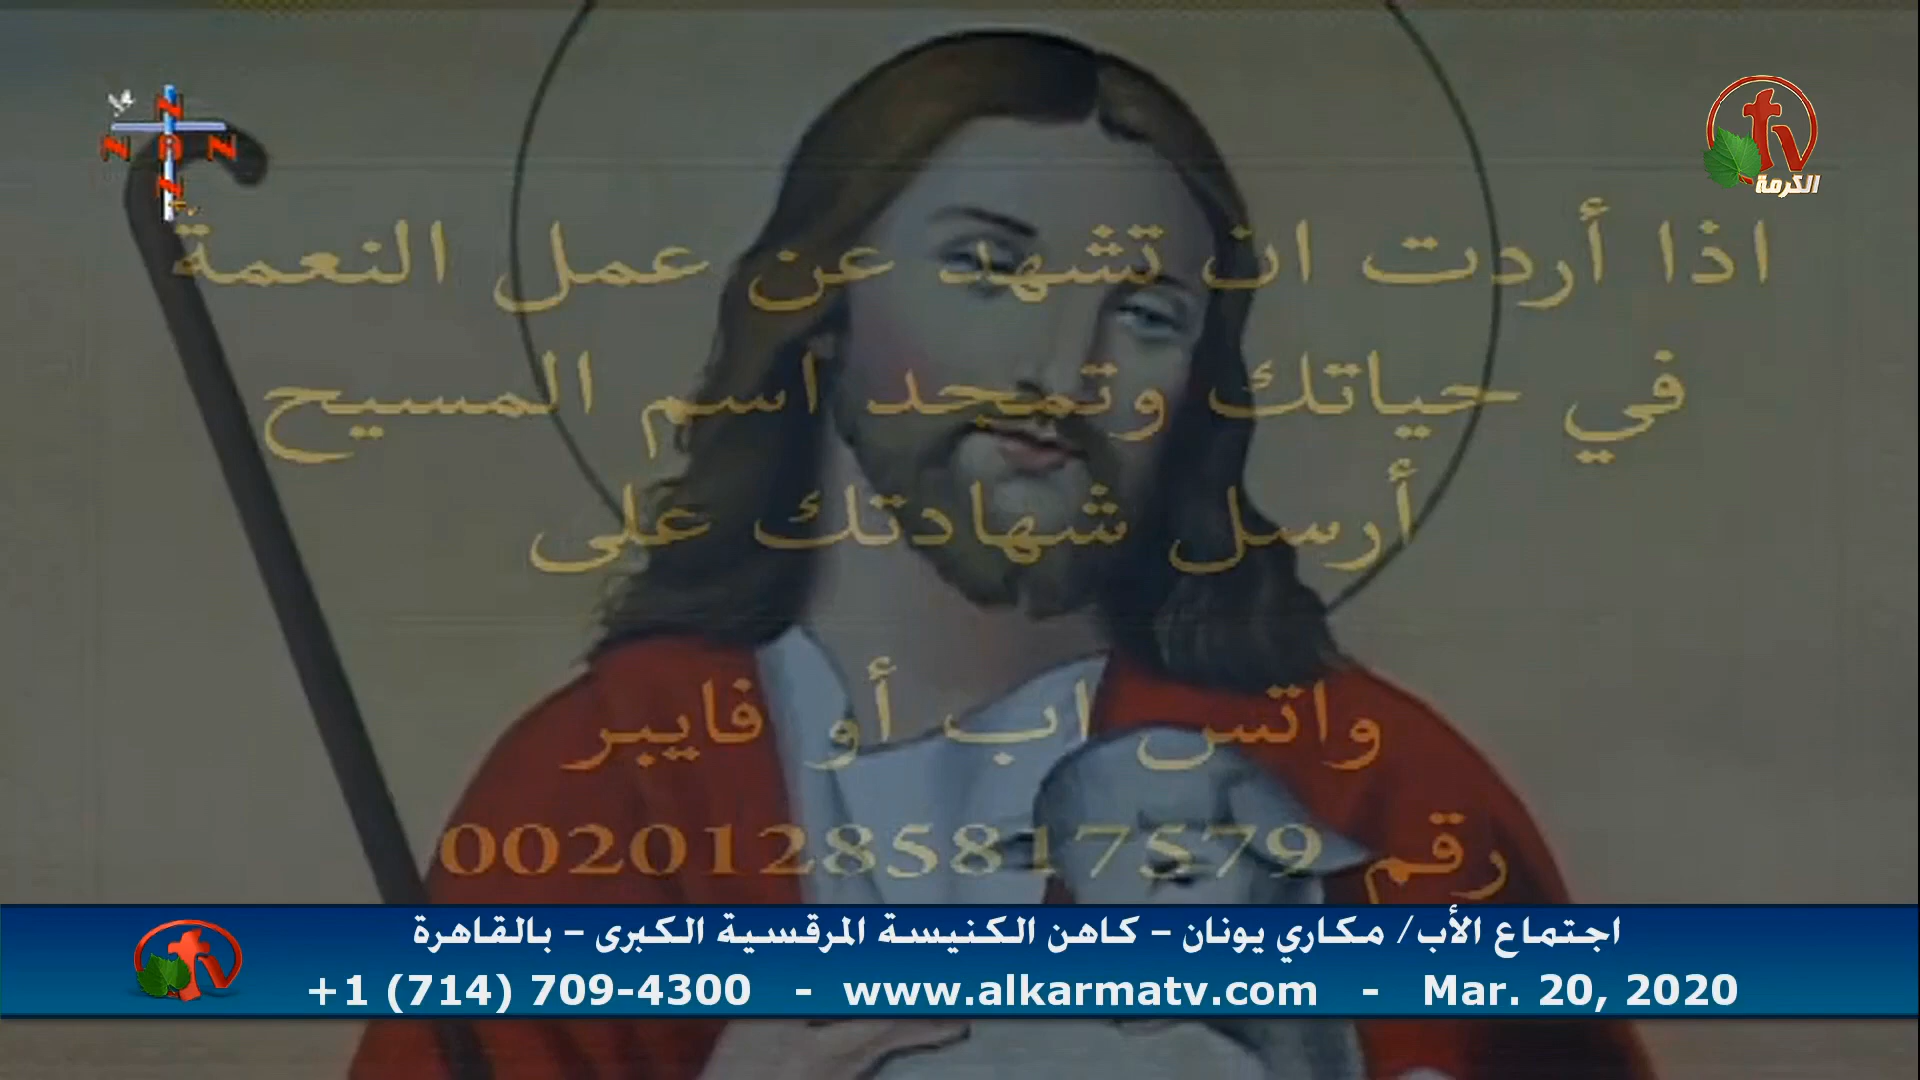 اذا أردت ان تشهد عن عمل النعمة
في حياتك وتمجد اسم المسيح
أرسل شهادتك على
واتس اب أو فايبر
رقم 00201285817579
اجتماع الأب/ مكاري يونان – كاهن الكنيسة المرقسية الكبرى – بالقاهرة
+1 (714) 709-4300 - www.alkarmatv.com - Mar. 20, 2020
tv
الكرمة
tv